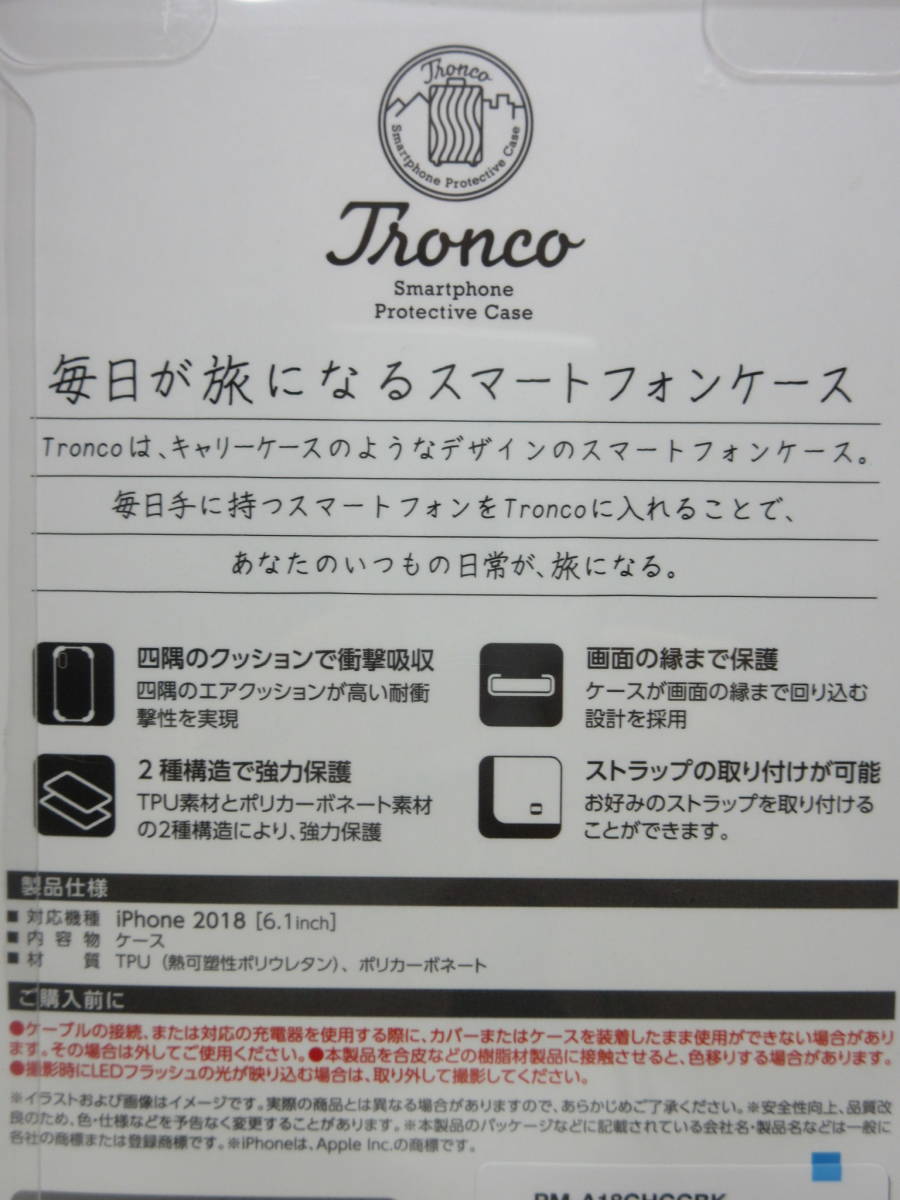 Tronco
Smartphone Protective Case
Tronco
Smartphone
Protective Case
毎日が旅になるスマートフォンケース
Troncoは、キャリーケースのようなデザインのスマートフォンケース。
毎日手に持つスマートフォンをTroncoに入れることで、
あなたのいつもの日常が、旅になる。
四隅のクッションで衝撃吸収
四隅のエアクッションが高い耐衝
撃性を実現
画面の縁まで保護
ケースが画面の縁まで回り込む
設計を採用
2種構造で強力保護
TPU素材とポリカーボネート素材
の2種構造により、強力保護
ストラップの取り付けが可能
お好みのストラップを取り付ける
ことができます。
製品仕様
■ 対応機種 iPhone 2018 [6.1inch]
■ 内容物 ケース
■ 材質 TPU（熱可塑性ポリウレタン）、ポリカーボネート
ご購入前に
●ケーブルの接続、または対応の充電器を使用する際に、カバーまたはケースを装着したまま使用ができない場合があり
ます。その場合は外してご使用ください。●本製品を合皮などの樹脂材製品に接触させると、色移りする場合があります。
●撮影時にLEDフラッシュの光が映り込む場合は、取り外して撮影してください。
※イラストおよび画像はイメージです。実際の商品とは異なる場合がありますので、あらかじめご了承ください。※安全性向上、品質改
良のため、色・仕様などを予告なく変更することがあります。※本製品のパッケージなどに記載されている会社名・製品名などは一般に
各社の商標または登録商標です。※iPhoneは、Apple Inc.の商標です。